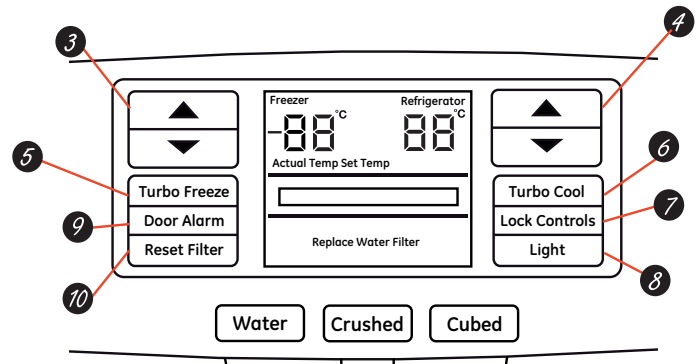 3
4
Freezer Refrigerator
-88 °C 88 °C
Actual Temp Set Temp
5
6
Turbo Freeze
Turbo Cool
9
Door Alarm
Lock Controls
7
Reset Filter
Replace Water Filter
Light
10
8
Water Crushed Cubed